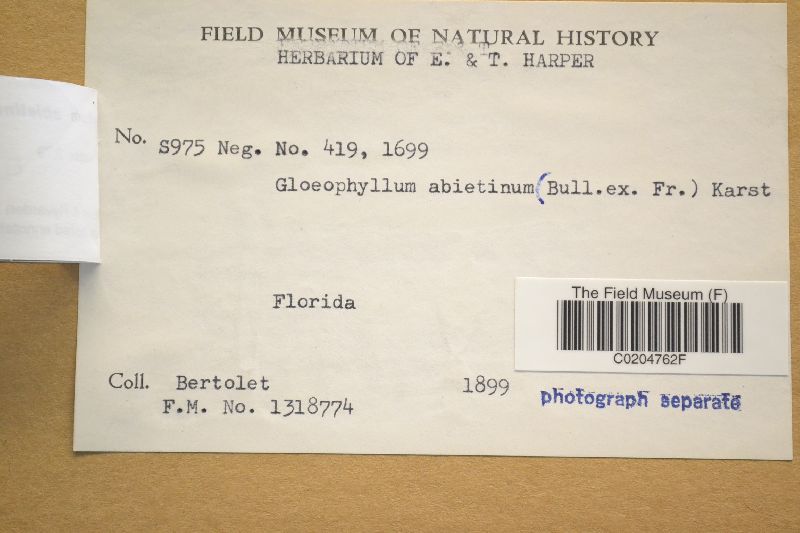 FIELD MUSEUM OF NATURAL HISTORY
HERBARIUM OF E. & T. HARPER
No. S975 Neg. No. 419, 1699
Gloeophyllum abietinum (Bull.ex. Fr.) Karst
Florida
The Field Museum (F)
C0204762F
Coll. Bertolet 1899
F.M. No. 1318774
photograph separate